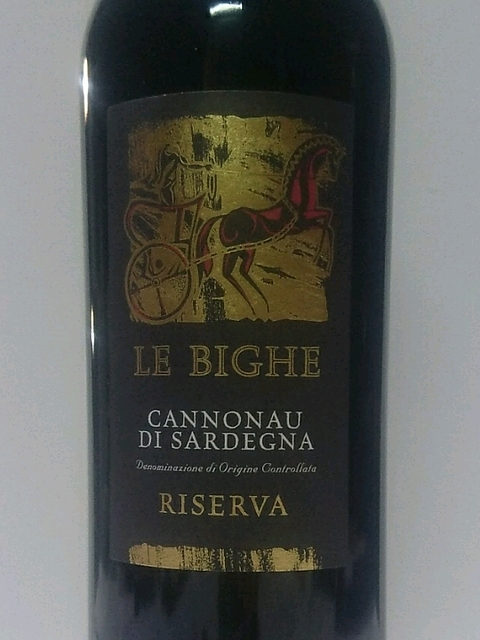 LE BIGHE
CANNONAU
DI SARDEGNA
Denominazione di Origine Controllata
RISERVA